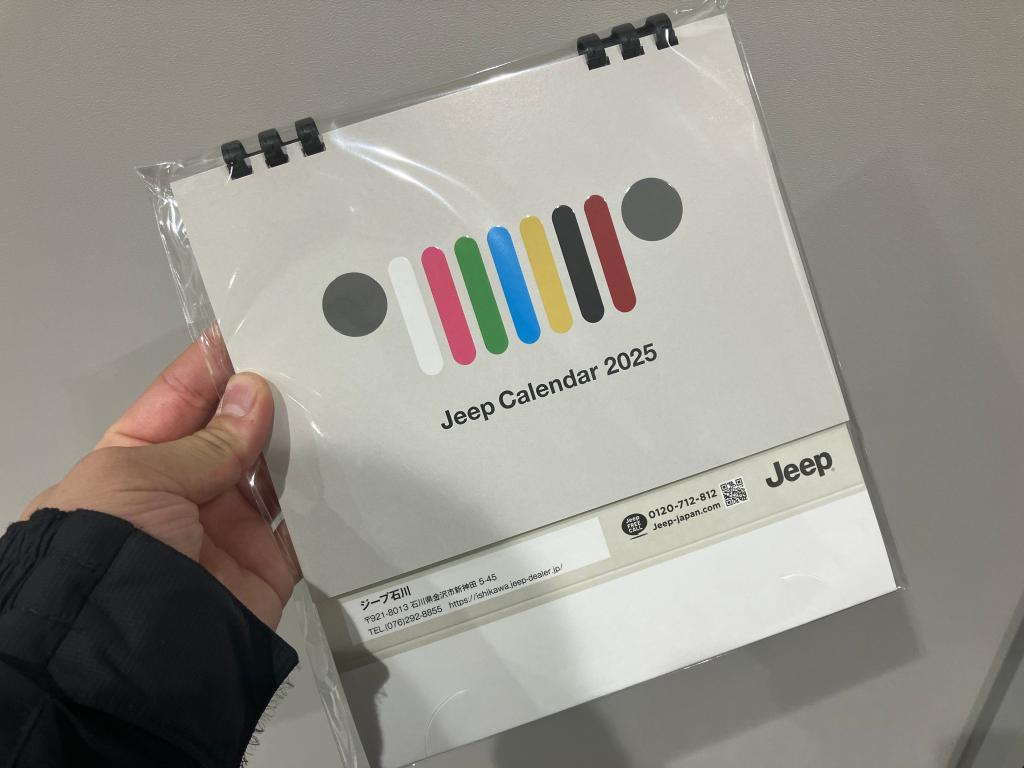 Jeep Calendar 2025
Jeep
FREE
CALL
0120-712-812
Jeep-japan.com
Jeep®
ジープ石川
〒921-8013 石川県金沢市新神田 5-45
TEL.(076)292-8855 https://ishikawa.jeep-dealer.jp/